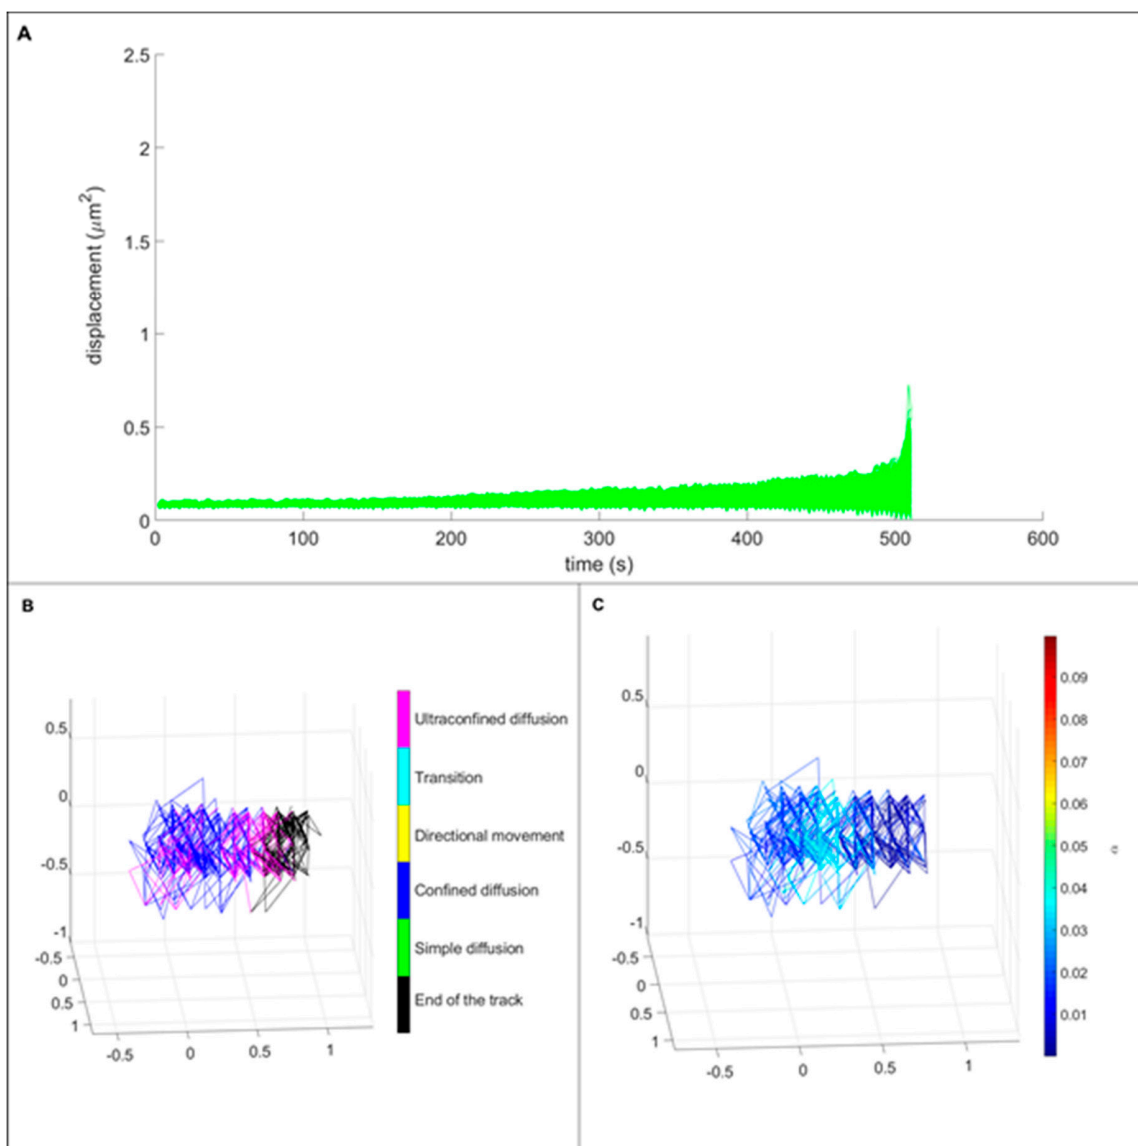 A
2.5
2
1.5
1
0.5
0
displacement (μm²)
0 100 200 300 400 500 600
time (s)
B
0.5
0
-0.5
-1
-0.5
0
0.5
1
-0.5 0 0.5 1
Ultraconfined diffusion
Transition
Directional movement
Confined diffusion
Simple diffusion
End of the track
C
0.5
0
-0.5
-1
-0.5
0
0.5
1
-0.5 0 0.5 1
0.09
0.08
0.07
0.06
0.05
0.04
0.03
0.02
0.01